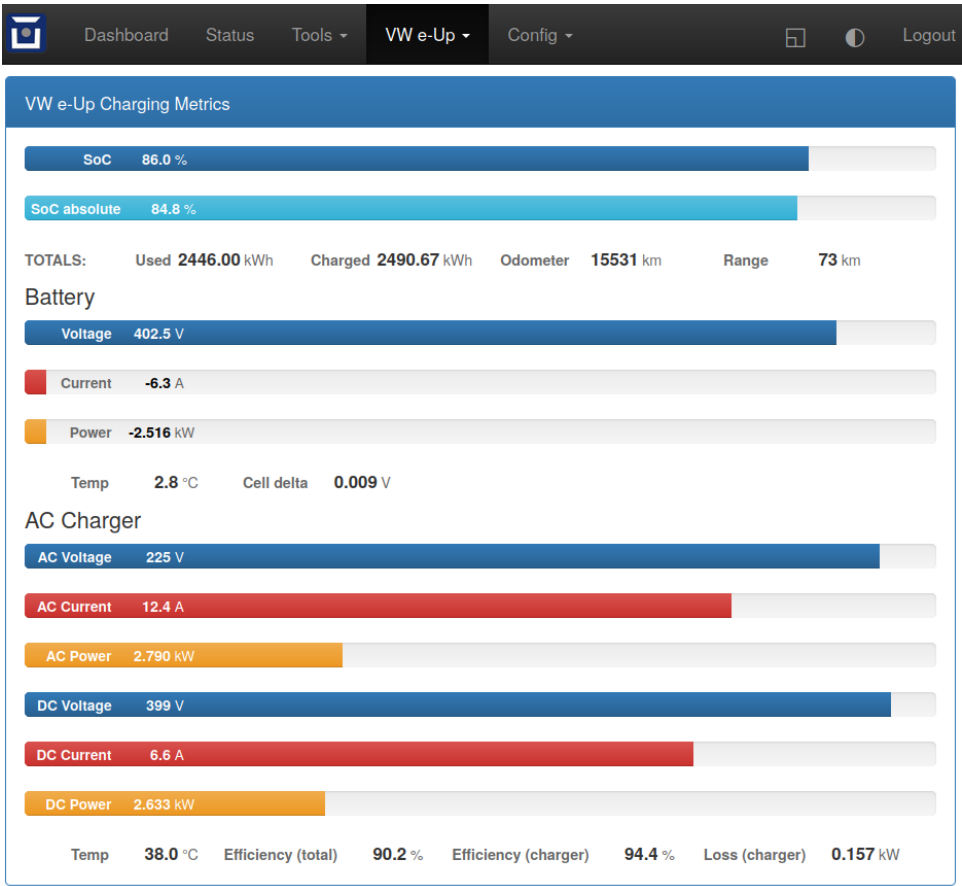 Dashboard Status Tools VW e-Up Config Logout
VW e-Up Charging Metrics
SoC 86.0 %
SoC absolute 84.8 %
TOTALS: Used 2446.00 kWh Charged 2490.67 kWh Odometer 15531 km Range 73 km
Battery
Voltage 402.5 V
Current -6.3 A
Power -2.516 kW
Temp 2.8 °C Cell delta 0.009 V
AC Charger
AC Voltage 225 V
AC Current 12.4 A
AC Power 2.790 kW
DC Voltage 399 V
DC Current 6.6 A
DC Power 2.633 kW
Temp 38.0 °C Efficiency (total) 90.2 % Efficiency (charger) 94.4 % Loss (charger) 0.157 kW